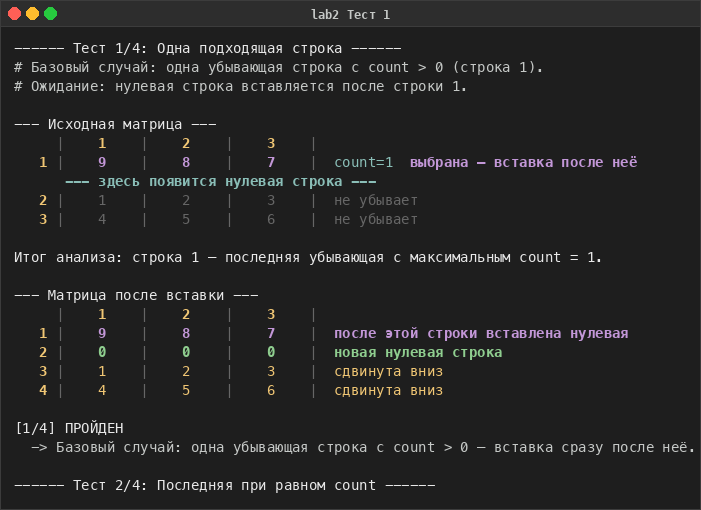 lab2 Тест 1
—————— Тест 1/4: Одна подходящая строка ——————
# Базовый случай: одна убывающая строка с count > 0 (строка 1).
# Ожидание: нулевая строка вставляется после строки 1.
——— Исходная матрица ———
| 1 | 2 | 3 |
1 | 9 | 8 | 7 | count=1 выбрана — вставка после неё
——— здесь появится нулевая строка ———
2 | 1 | 2 | 3 | не убывает
3 | 4 | 5 | 6 | не убывает
Итог анализа: строка 1 — последняя убывающая с максимальным count = 1.
——— Матрица после вставки ———
| 1 | 2 | 3 |
1 | 9 | 8 | 7 | после этой строки вставлена нулевая
2 | 0 | 0 | 0 | новая нулевая строка
3 | 1 | 2 | 3 | сдвинута вниз
4 | 4 | 5 | 6 | сдвинута вниз
[1/4] ПРОЙДЕН
—> Базовый случай: одна убывающая строка с count > 0 — вставка сразу после неё.
—————— Тест 2/4: Последняя при равном count ——————